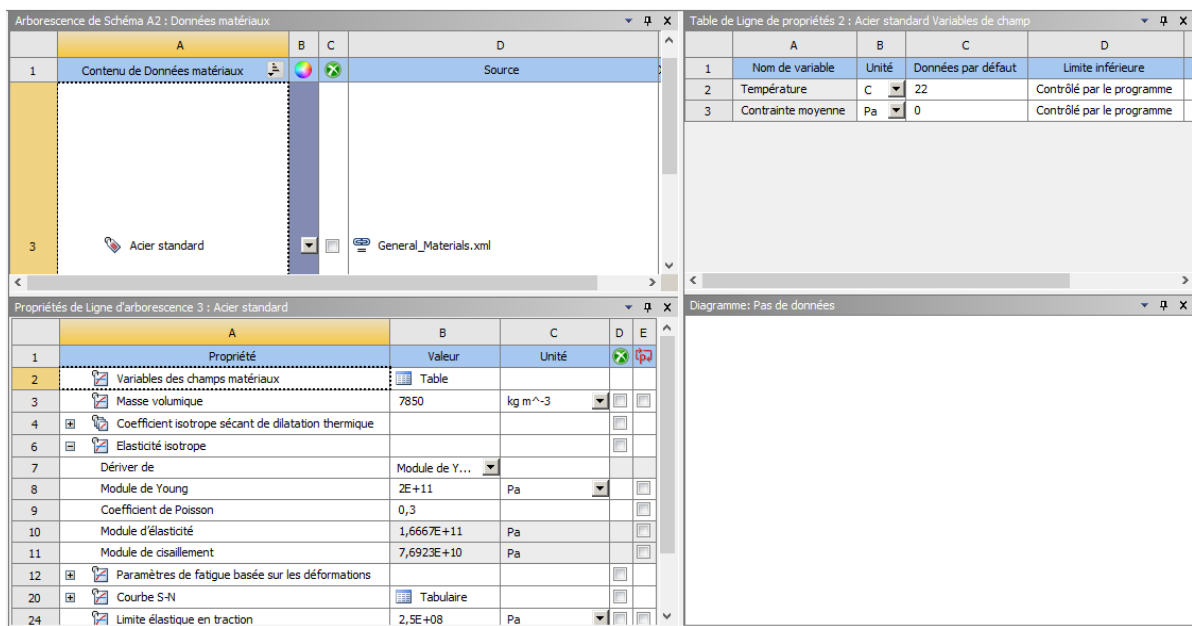 Arborescence de Schéma A2 : Données matériaux
A B C D
1 Contenu de Données matériaux Source
3 Acier standard General_Materials.xml
Table de Ligne de propriétés 2 : Acier standard Variables de champ
A B C D
1 Nom de variable Unité Données par défaut Limite inférieure
2 Température C 22 Contrôlé par le programme
3 Contrainte moyenne Pa 0 Contrôlé par le programme
Propriétés de Ligne d'arborescence 3 : Acier standard
A B C D E
1 Propriété Valeur Unité
2 Variables des champs matériaux Table
3 Masse volumique 7850 kg m^-3
4 Coefficient isotrope sécant de dilatation thermique
6 Elasticité isotrope
7 Dériver de Module de Y...
8 Module de Young 2E+11 Pa
9 Coefficient de Poisson 0,3
10 Module d'élasticité 1,6667E+11 Pa
11 Module de cisaillement 7,6923E+10 Pa
12 Paramètres de fatigue basée sur les déformations
20 Courbe S-N Tabulaire
24 Limite élastique en traction 2,5E+08 Pa
Diagramme: Pas de données